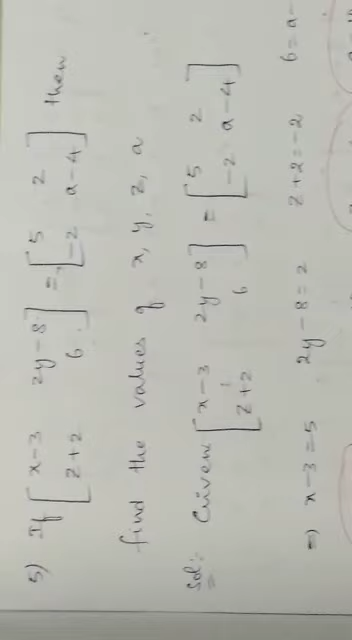 5) If [x-3 2y-8] = [5 2] then
[z+2 6] [-2 a-4]
find the values of x, y, z, a
Sol:- Given [x-3 2y-8] = [5 2]
[z+2 6] [-2 a-4]
⇒ x-3=5 2y-8=2 z+2=-2 6=a-